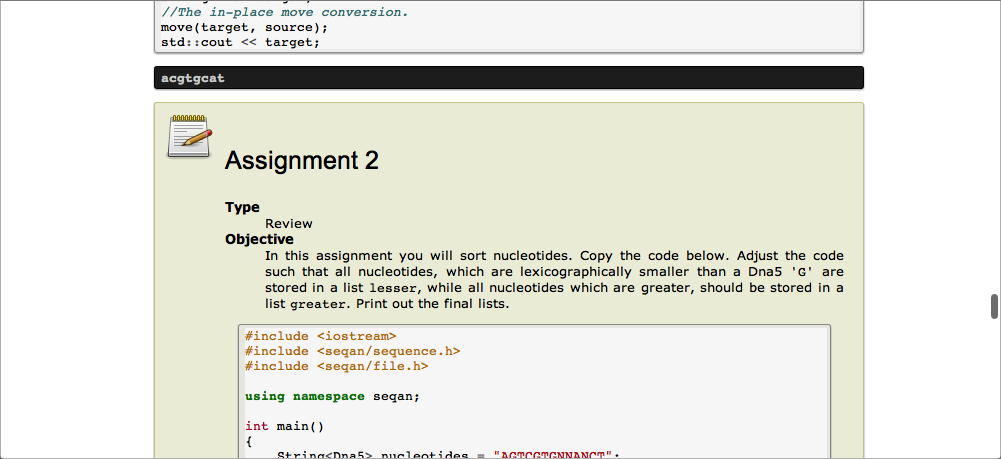 //The in-place move conversion.
move(target, source);
std::cout << target;
acgtgcat
Assignment 2
Type
Review
Objective
In this assignment you will sort nucleotides. Copy the code below. Adjust the code
such that all nucleotides, which are lexicographically smaller than a Dna5 'G' are
stored in a list lesser, while all nucleotides which are greater, should be stored in a
list greater. Print out the final lists.
#include <iostream>
#include <seqan/sequence.h>
#include <seqan/file.h>
using namespace seqan;
int main()
{
String<Dna5> nucleotides = "AGTCGTGNNANCT";